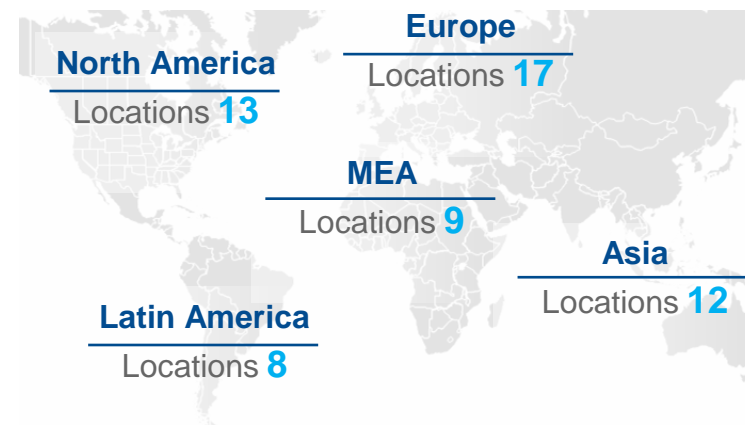 Europe
Locations 17
North America
Locations 13
MEA
Locations 9
Asia
Locations 12
Latin America
Locations 8